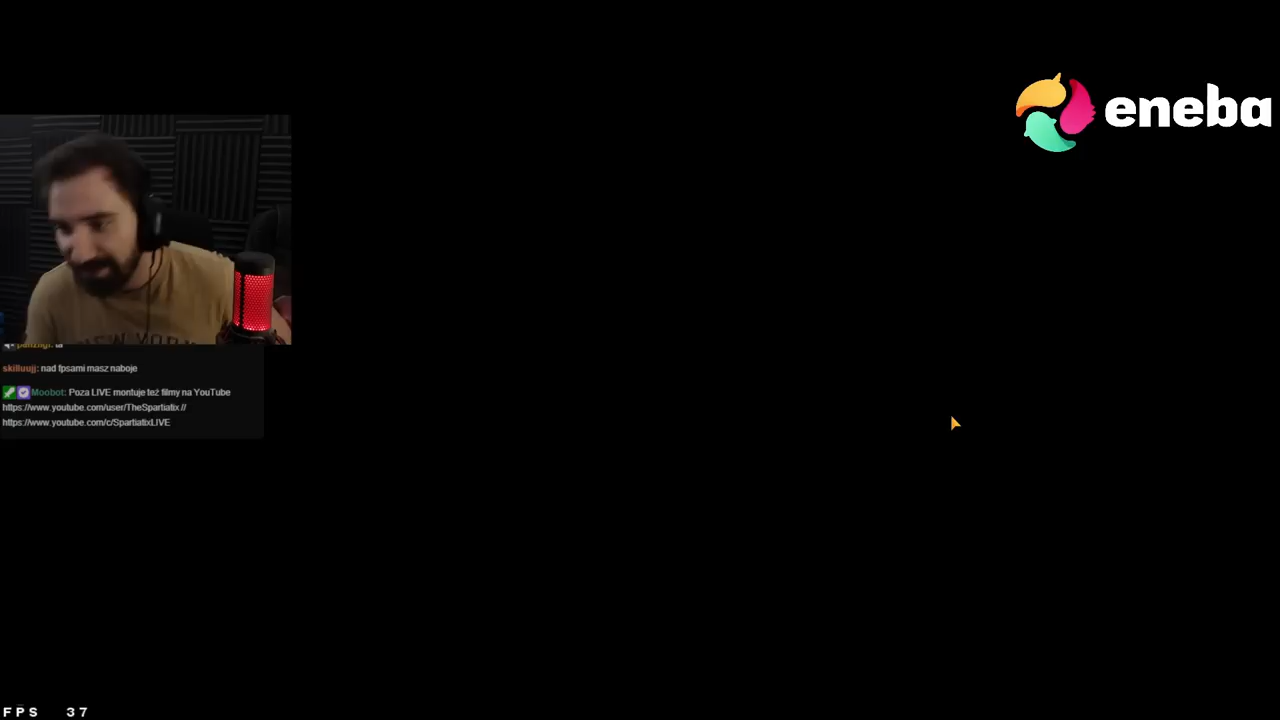 eneba
skilluujj: nad fpsami masz naboje
Moobot: Poza LIVE montuje też filmy na YouTube
https://www.youtube.com/user/TheSpartiatix //
https://www.youtube.com/c/SpartiatixLIVE
FPS 37